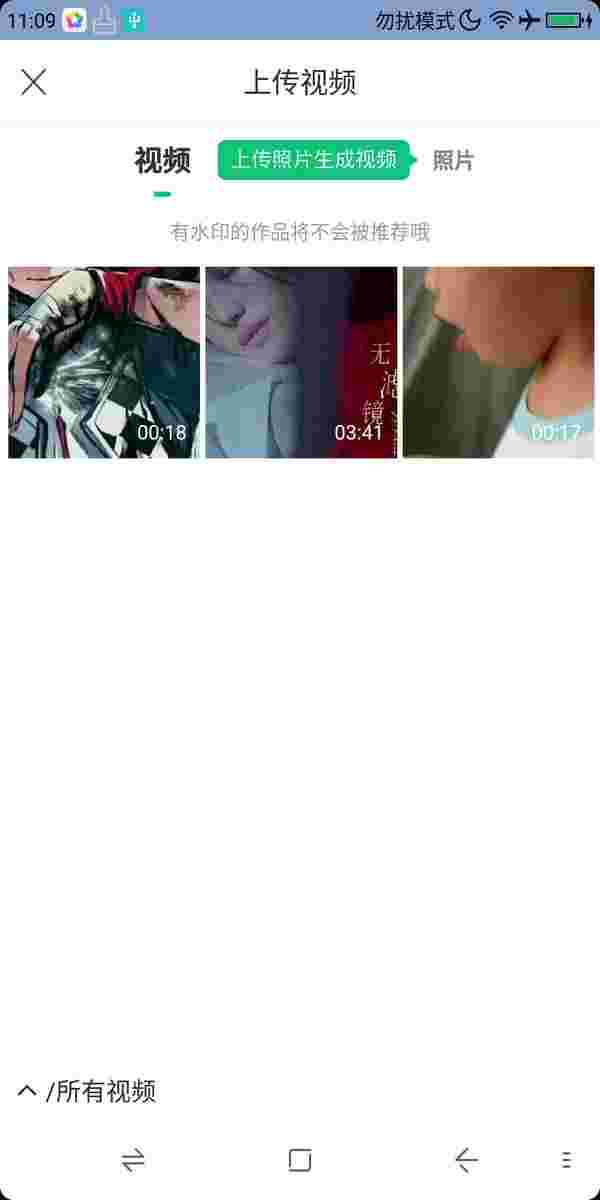 11:09
勿扰模式
上传视频
视频
上传照片生成视频
照片
有水印的作品将不会被推荐哦
无
滤
镜
00:18
03:41
00:17
/所有视频